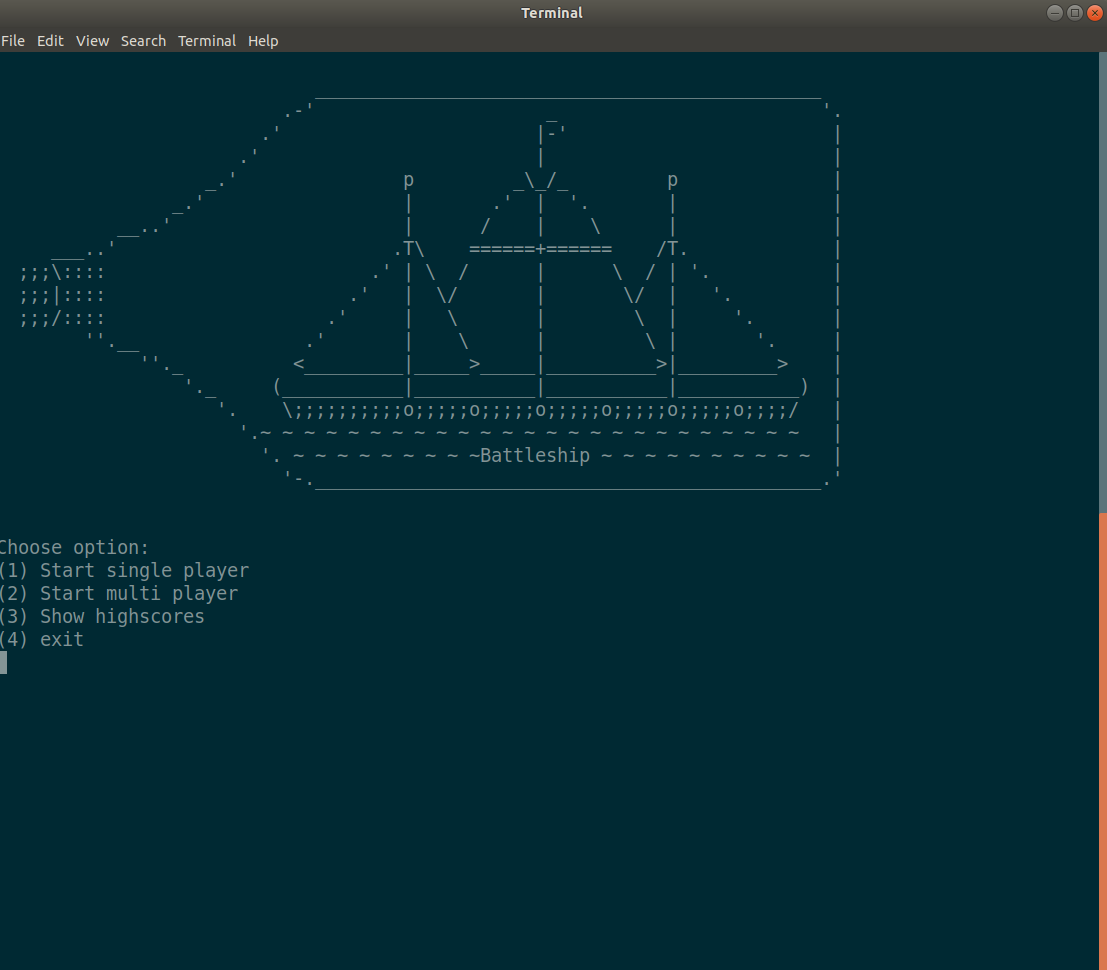 Terminal
File Edit View Search Terminal Help
Battleship
Choose option:
(1) Start single player
(2) Start multi player
(3) Show highscores
(4) exit